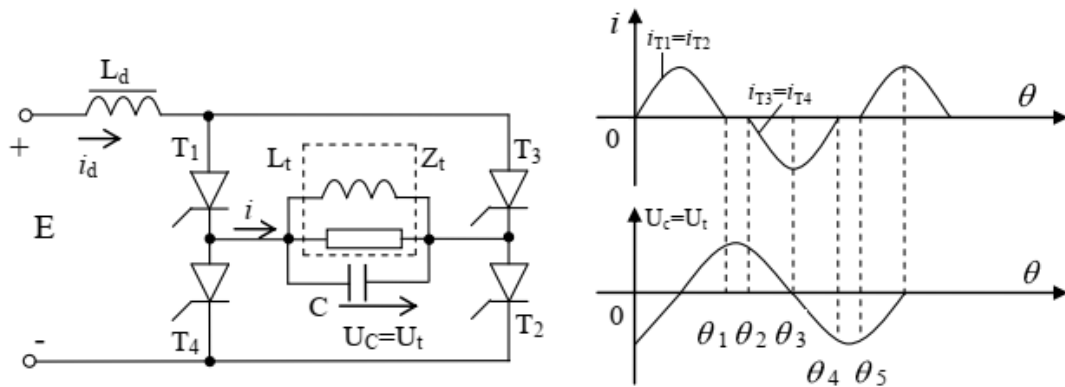 L_d
+
i_d
E
-
T_1
T_4
i
L_t
Z_t
C
U_C=U_t
T_3
T_2
i
i_T1=i_T2
i_T3=i_T4
0
θ
U_c=U_t
0
θ
θ_1
θ_2
θ_3
θ_4
θ_5